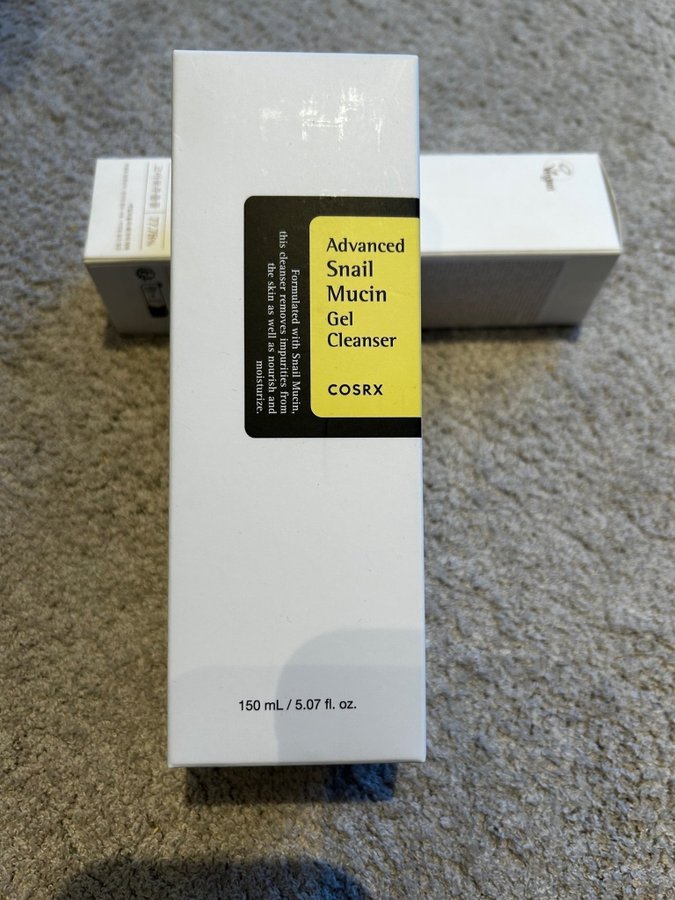 Advanced
Snail
Mucin
Gel
Cleanser
COSRX
Formulated with Snail Mucin,
this cleanser removes impurities from
the skin as well as nourish and
moisturize.
150 mL / 5.07 fl. oz.